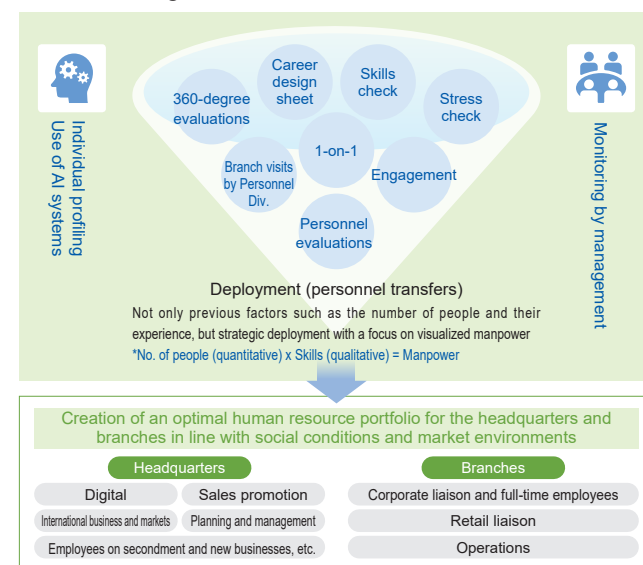 Individual profiling
Use of AI systems
360-degree
evaluations
Career
design
sheet
Skills
check
Stress
check
Branch visits
by Personnel
Div.
1-on-1
Engagement
Personnel
evaluations
Monitoring by management
Deployment (personnel transfers)
Not only previous factors such as the number of people and their
experience, but strategic deployment with a focus on visualized manpower
*No. of people (quantitative) x Skills (qualitative) = Manpower
Creation of an optimal human resource portfolio for the headquarters and
branches in line with social conditions and market environments
Headquarters
Digital
Sales promotion
International business and markets
Planning and management
Employees on secondment and new businesses, etc.
Branches
Corporate liaison and full-time employees
Retail liaison
Operations